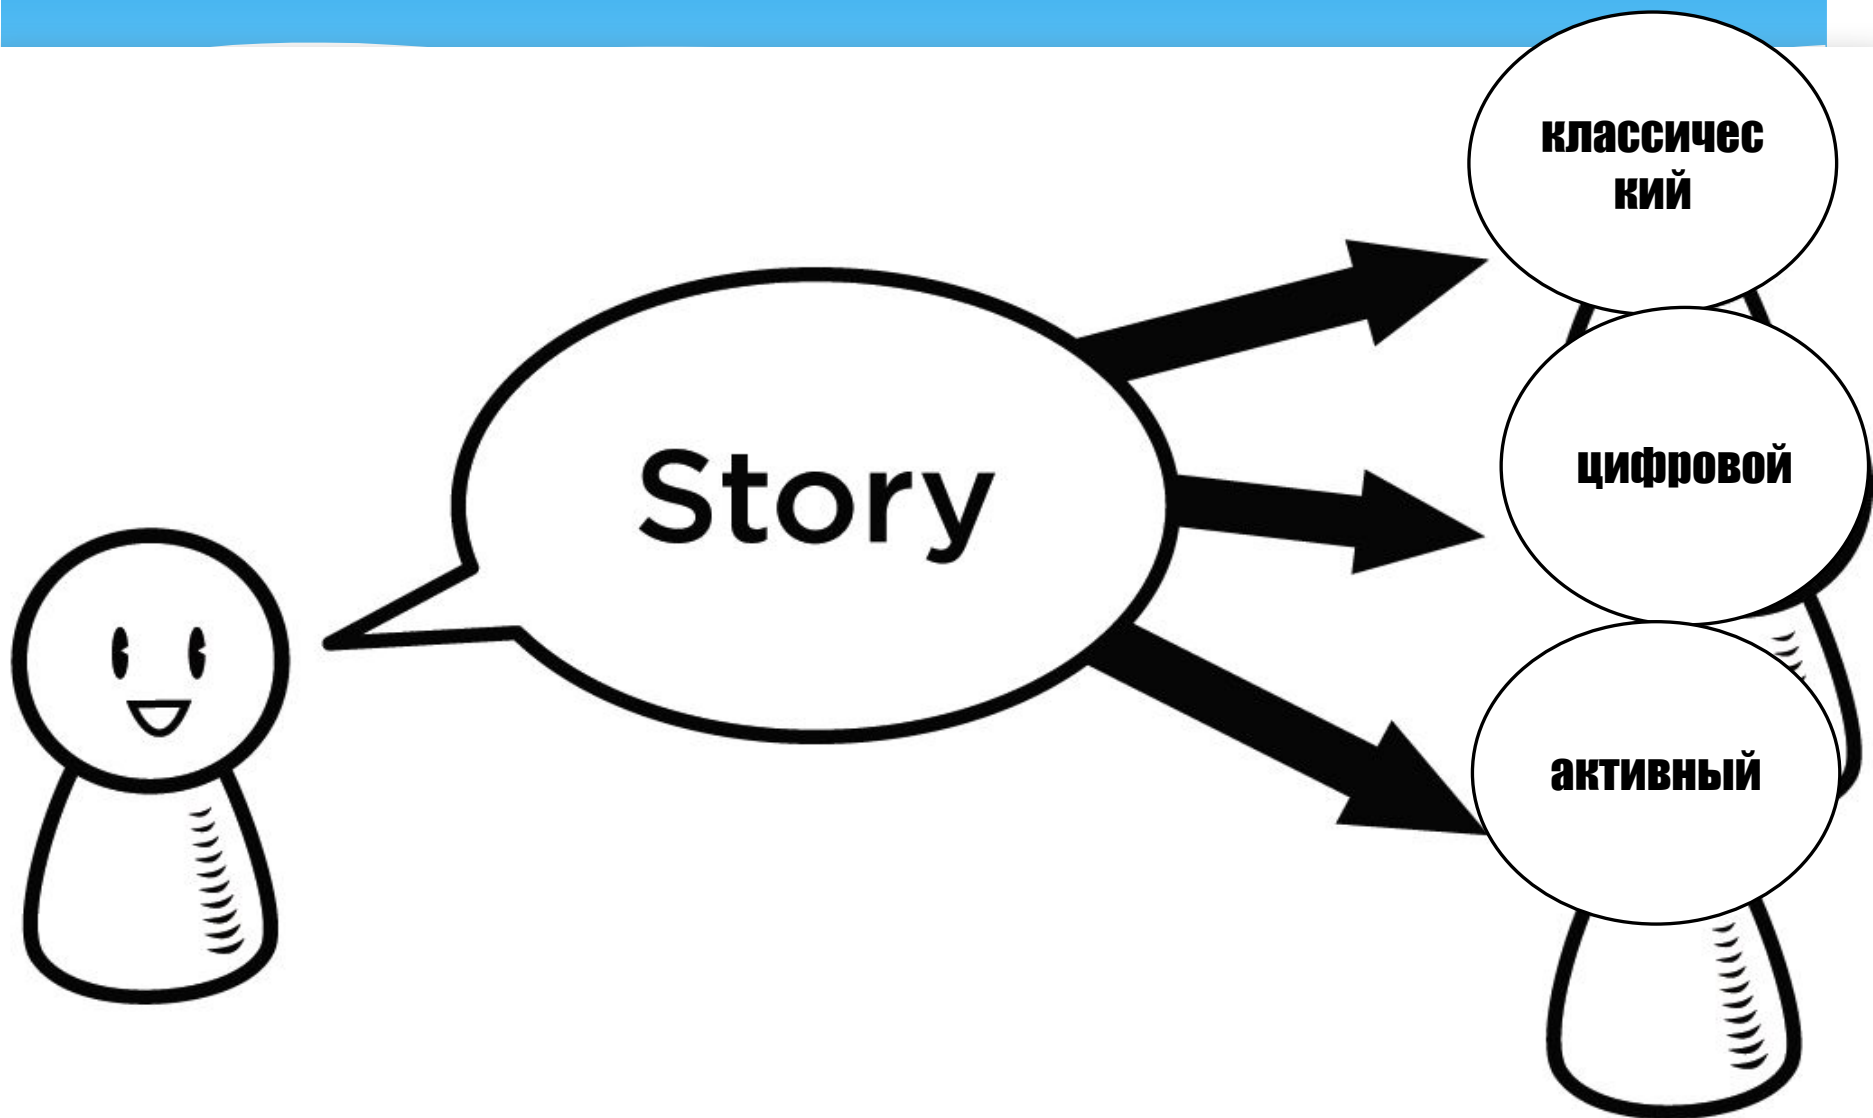 Story
классичес
кий
цифровой
активный